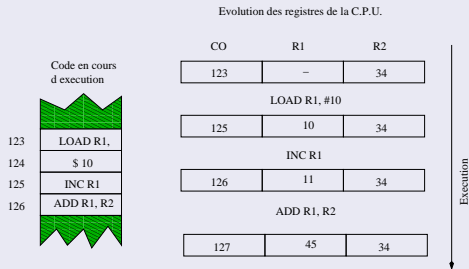 Evolution des registres de la C.P.U.
CO R1 R2
Code en cours
d execution
123 – 34
LOAD R1, #10
125 10 34
INC R1
126 11 34
ADD R1, R2
127 45 34
123 LOAD R1,
124 $ 10
125 INC R1
126 ADD R1, R2
Execution